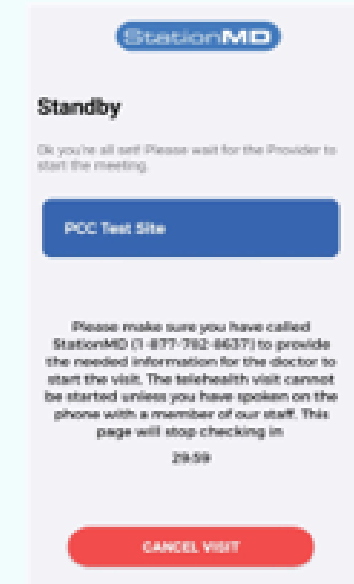 StationMD
Standby
Ok you're all set! Please wait for the Provider to
start the meeting.
PCC Test Site
Please make sure you have called
StationMD (1-877-782-8637) to provide
the needed information for the doctor to
start the visit. The telehealth visit cannot
be started unless you have spoken on the
phone with a member of our staff. This
page will stop checking in
29:59
CANCEL VISIT